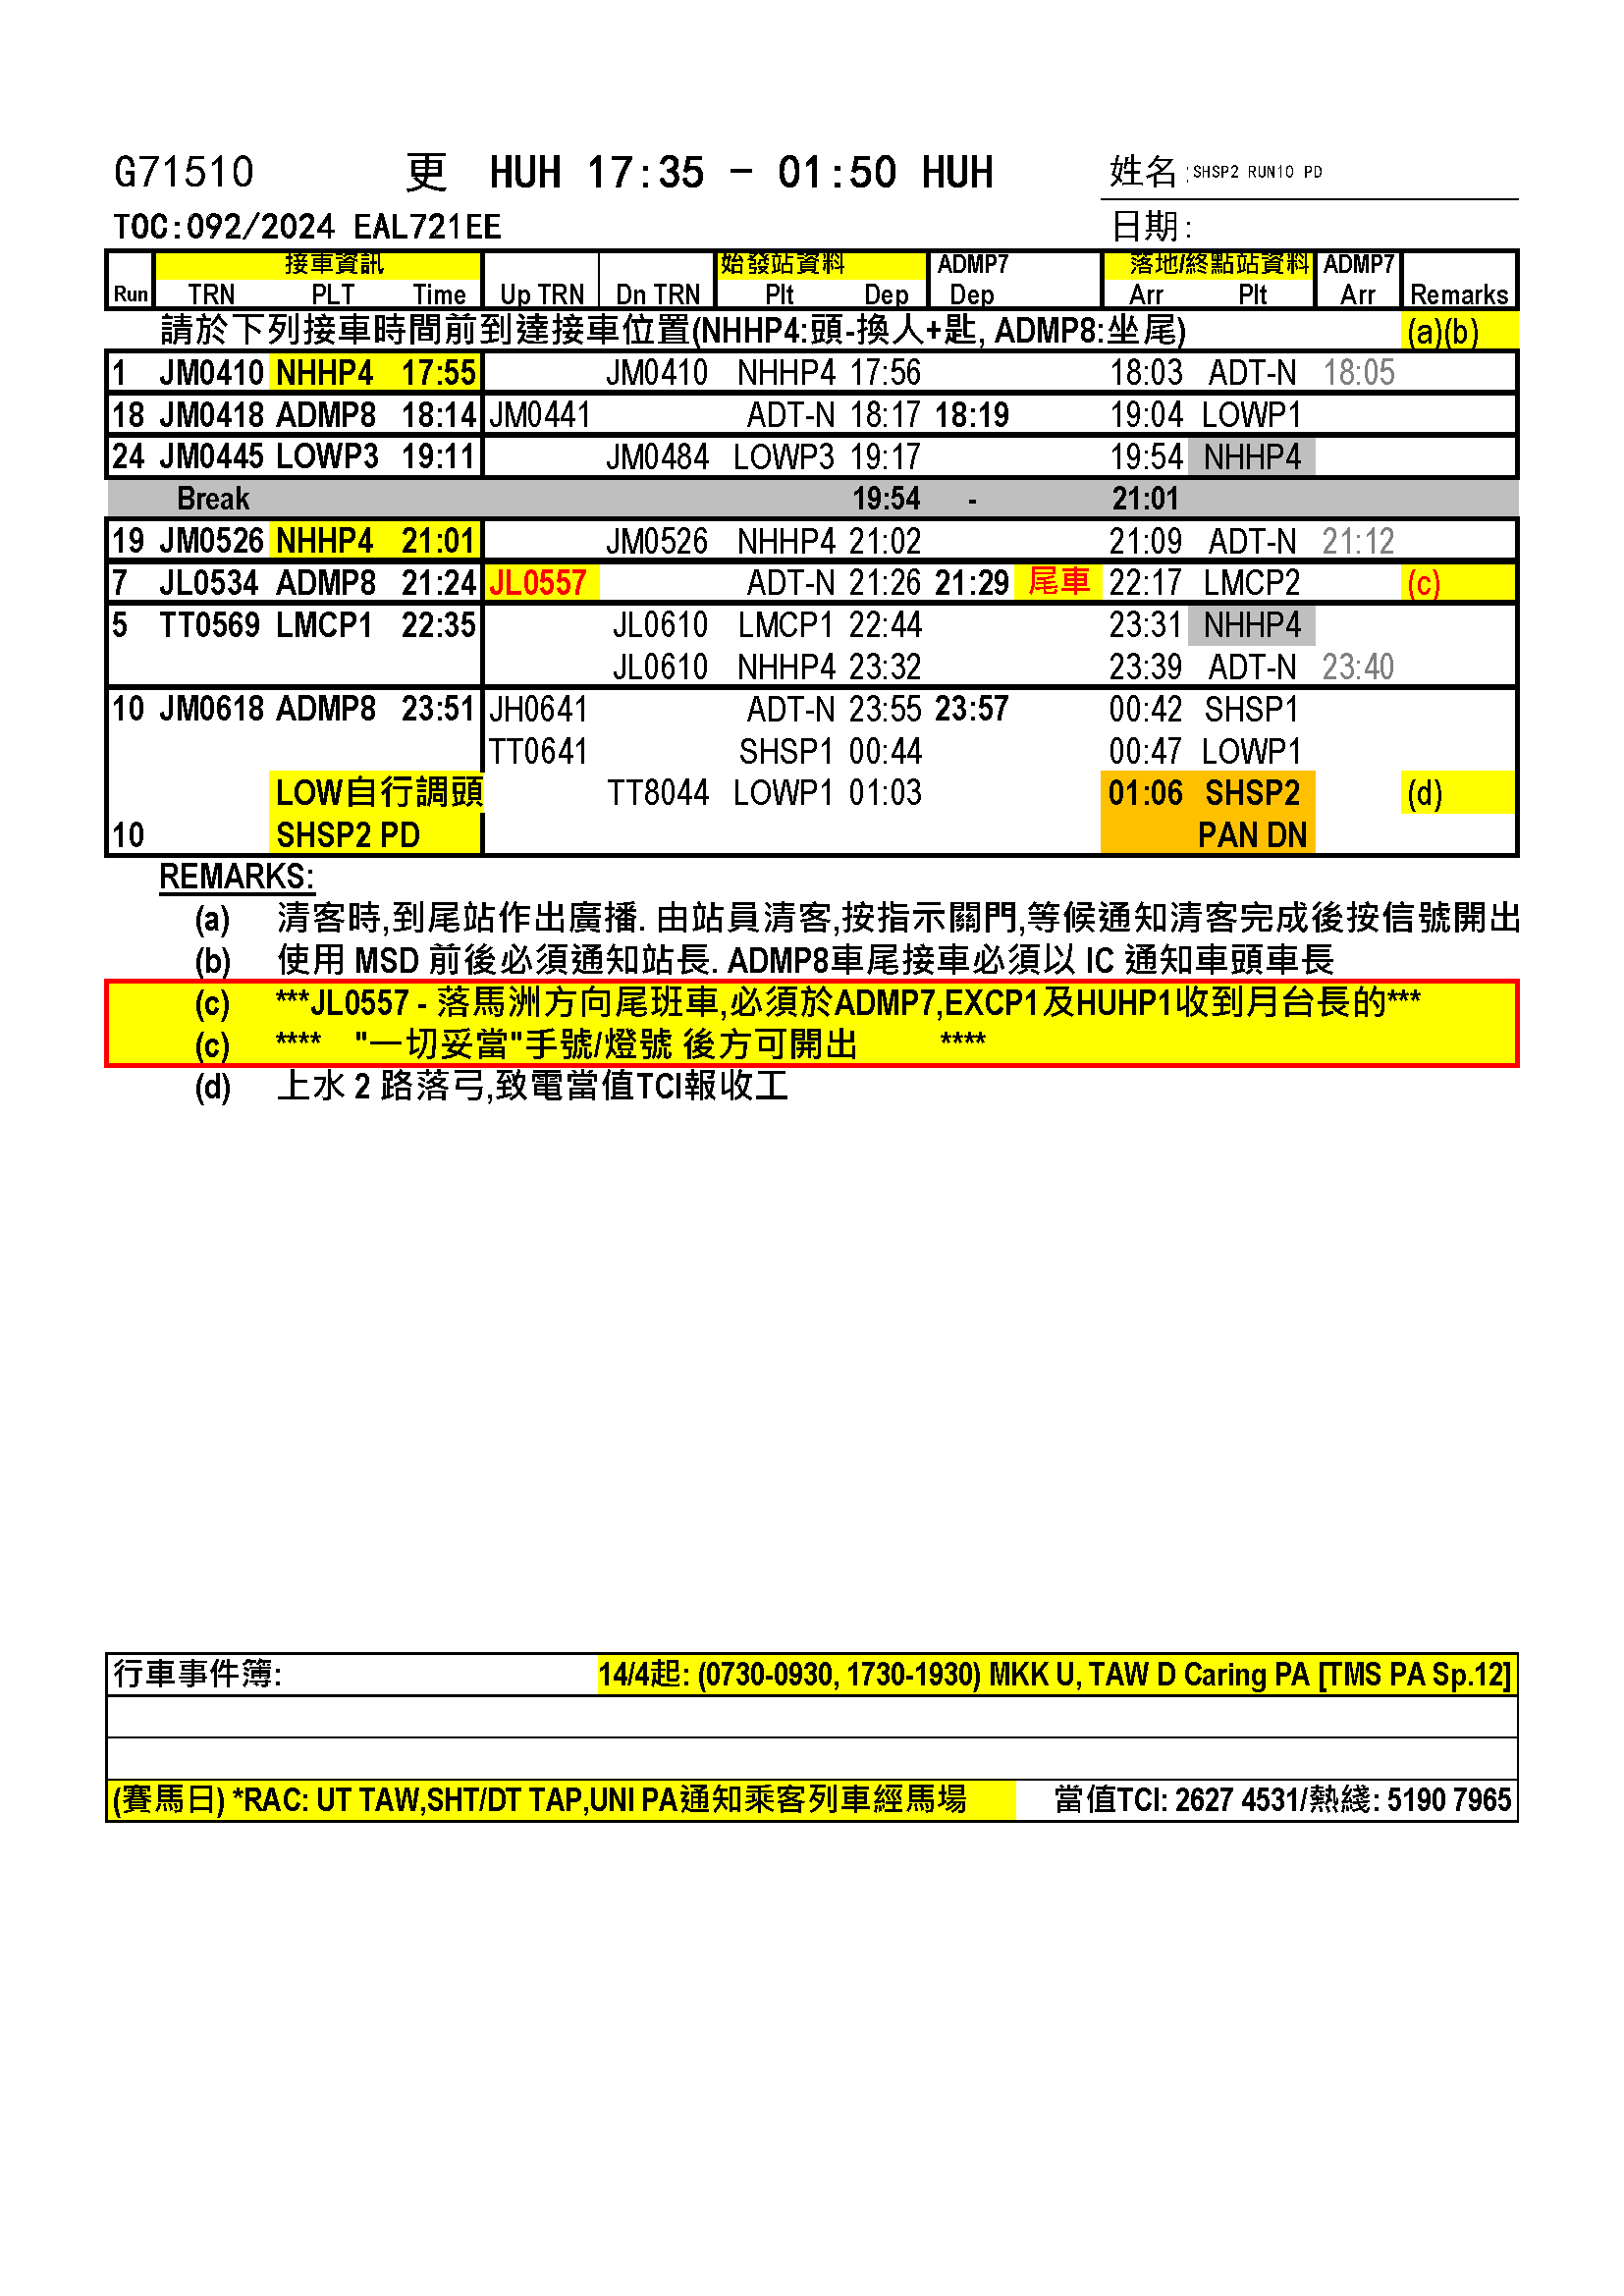 G71510 更 HUH 17:35 - 01:50 HUH 姓名:SHSP2 RUN10 PD
TOC:092/2024 EAL721EE 日期:
接車資訊 始發站資料 ADMP7 落地/終點站資料 ADMP7
Run TRN PLT Time Up TRN Dn TRN Plt Dep Dep Arr Plt Arr Remarks
請於下列接車時間前到達接車位置(NHHP4:頭-換人+匙, ADMP8:坐尾) (a)(b)
1 JM0410 NHHP4 17:55 JM0410 NHHP4 17:56 18:03 ADT-N 18:05
18 JM0418 ADMP8 18:14 JM0441 ADT-N 18:17 18:19 19:04 LOWP1
24 JM0445 LOWP3 19:11 JM0484 LOWP3 19:17 19:54 NHHP4
Break 19:54 - 21:01
19 JM0526 NHHP4 21:01 JM0526 NHHP4 21:02 21:09 ADT-N 21:12
7 JL0534 ADMP8 21:24 JL0557 ADT-N 21:26 21:29 尾車 22:17 LMCP2 (c)
5 TT0569 LMCP1 22:35 JL0610 LMCP1 22:44 23:31 NHHP4
JL0610 NHHP4 23:32 23:39 ADT-N 23:40
10 JM0618 ADMP8 23:51 JH0641 ADT-N 23:55 23:57 00:42 SHSP1
TT0641 SHSP1 00:44 00:47 LOWP1
LOW自行調頭 TT8044 LOWP1 01:03 01:06 SHSP2 (d)
10 SHSP2 PD PAN DN
REMARKS:
(a) 清客時,到尾站作出廣播. 由站員清客,按指示關門,等候通知清客完成後按信號開出
(b) 使用 MSD 前後必須通知站長. ADMP8車尾接車必須以 IC 通知車頭車長
(c) ***JL0557 - 落馬洲方向尾班車,必須於ADMP7,EXCP1及HUHP1收到月台長的***
(c) **** "一切妥當"手號/燈號 後方可開出 ****
(d) 上水 2 路落弓,致電當值TCI報收工
行車事件簿: 14/4起: (0730-0930, 1730-1930) MKK U, TAW D Caring PA [TMS PA Sp.12]
(賽馬日) *RAC: UT TAW,SHT/DT TAP,UNI PA通知乘客列車經馬場 當值TCI: 2627 4531/熱綫: 5190 7965